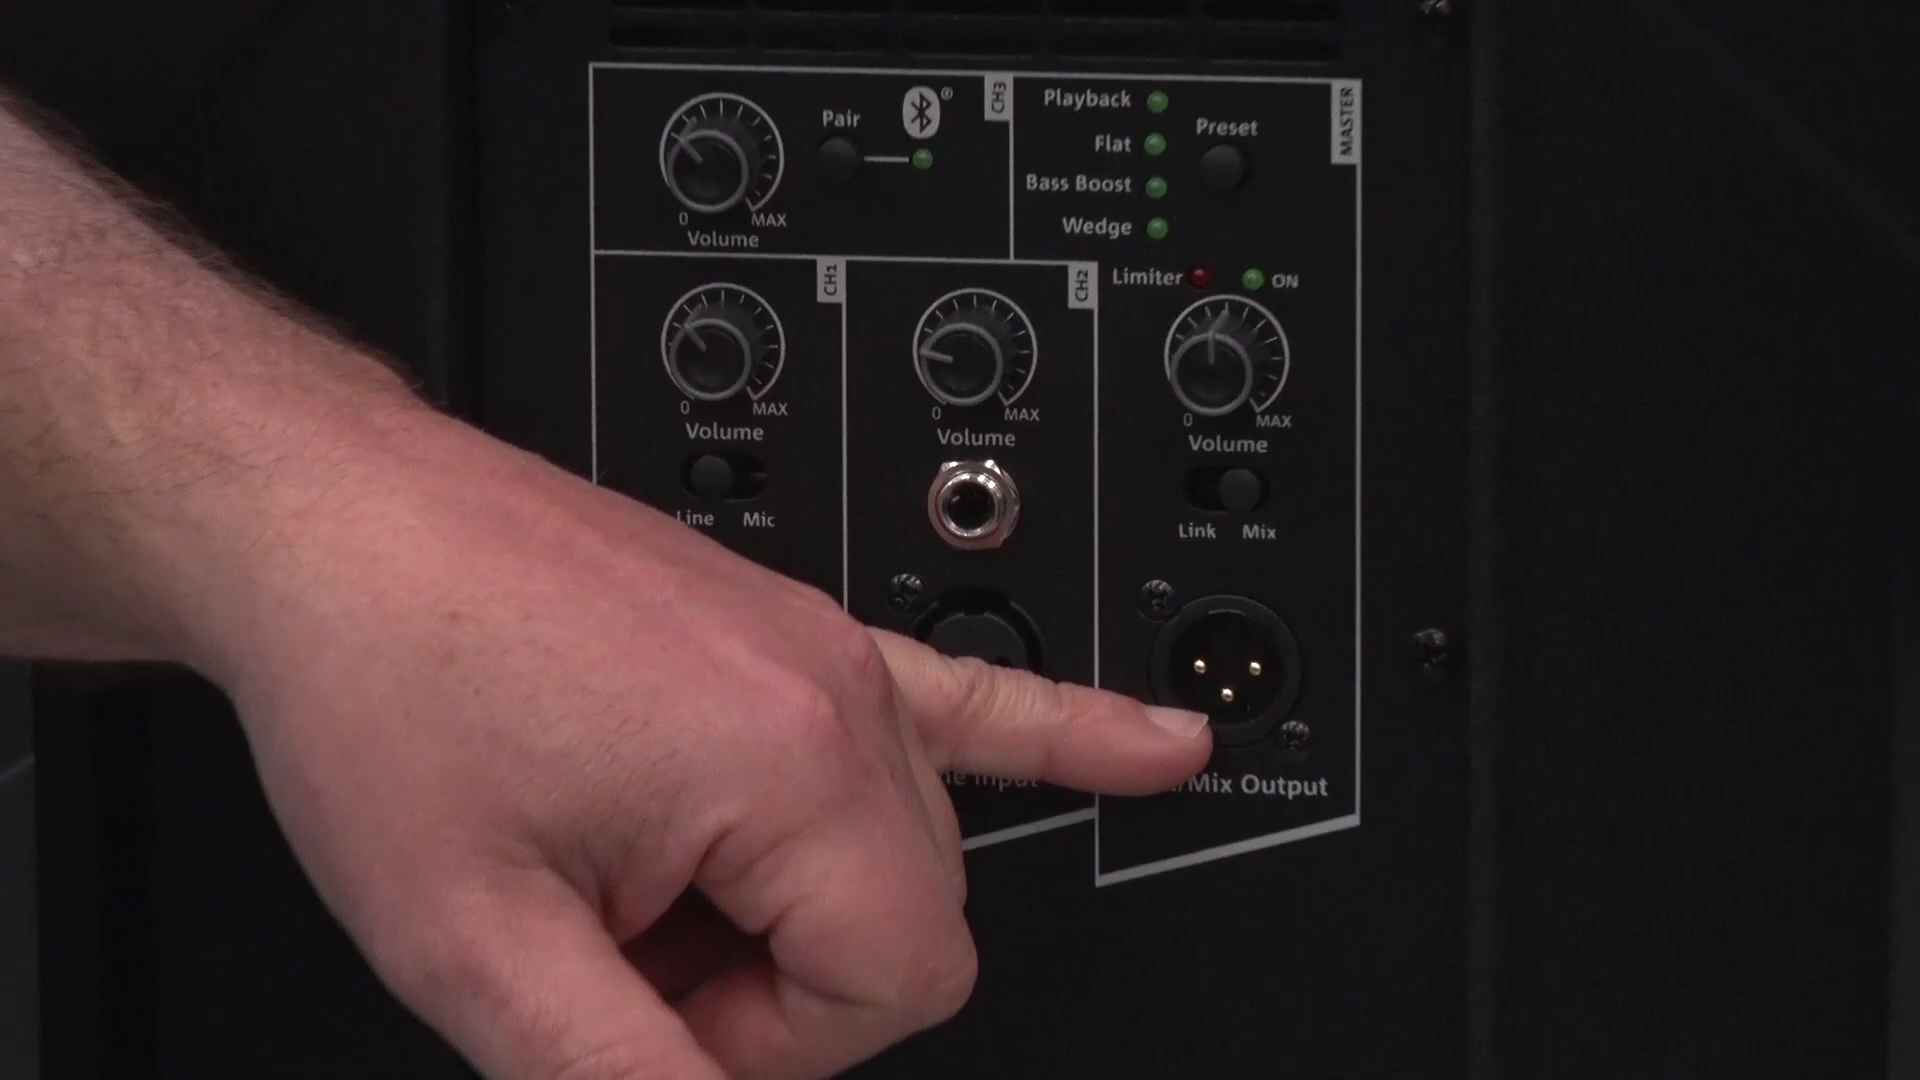 CH3
Pair
®
0
MAX
Volume
MASTER
Playback
Flat
Bass Boost
Wedge
Preset
Limiter
ON
CH1
0
MAX
Volume
Line
Mic
CH2
0
MAX
Volume
Input
0
MAX
Volume
Link
Mix
/Mix Output